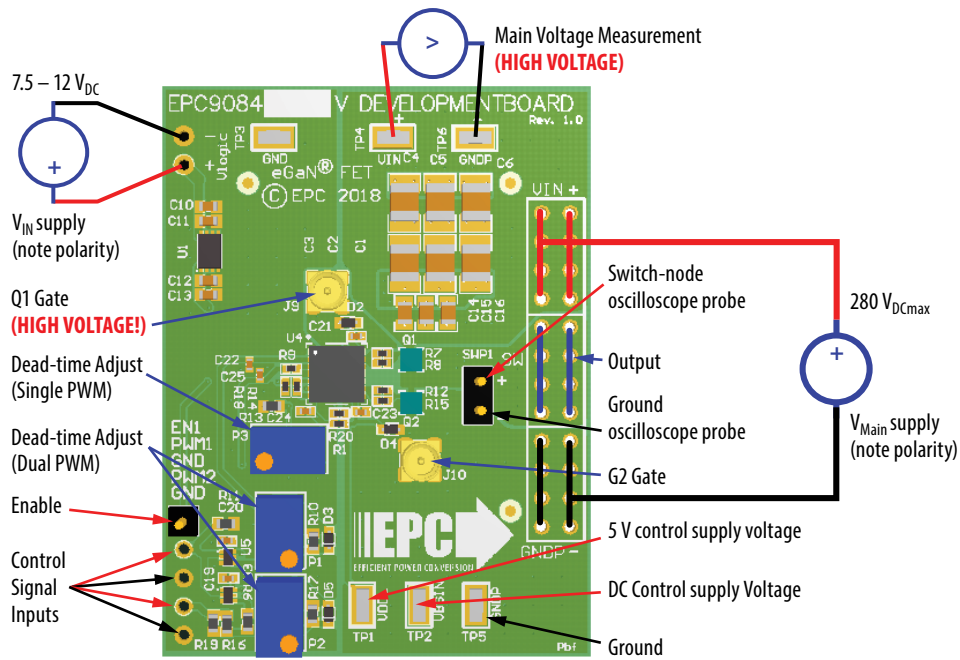 Main Voltage Measurement
(HIGH VOLTAGE)
7.5 – 12 VDC
EPC9084 V DEVELOPMENTBOARD
Rev. 1.0
+
–
+
Vlogic
TP3
GND
TP4
VIN
C4
C5
TP6
GNDP
C6
eGaN® FET
© EPC 2018
VIN +
VIN supply
(note polarity)
C10
C11
U1
C12
C13
C3
C2
C1
Q1 Gate
(HIGH VOLTAGE!)
J9
D2
C21
U4
C14
C15
C16
Switch-node
oscilloscope probe
280 VDCmax
Dead-time Adjust
(Single PWM)
C22
C25
R9
R18
R14
R13
C24
Q1
R7
R8
SWP1
+
SW
Output
R12
R15
C23
Q2
D4
R20
R1
P3
Ground
oscilloscope probe
VMain supply
(note polarity)
Dead-time Adjust
(Dual PWM)
EN1
PWM1
GND
PWM2
GND
J10
G2 Gate
Enable
C20
U5
R10
D3
P1
EPC
EFFICIENT POWER CONVERSION
GNDP -
5 V control supply voltage
Control
Signal
Inputs
C19
R17
D5
P2
R19
R16
VDD
TP1
TP2
GNDP
TP5
DC Control supply Voltage
Ground
Pbf